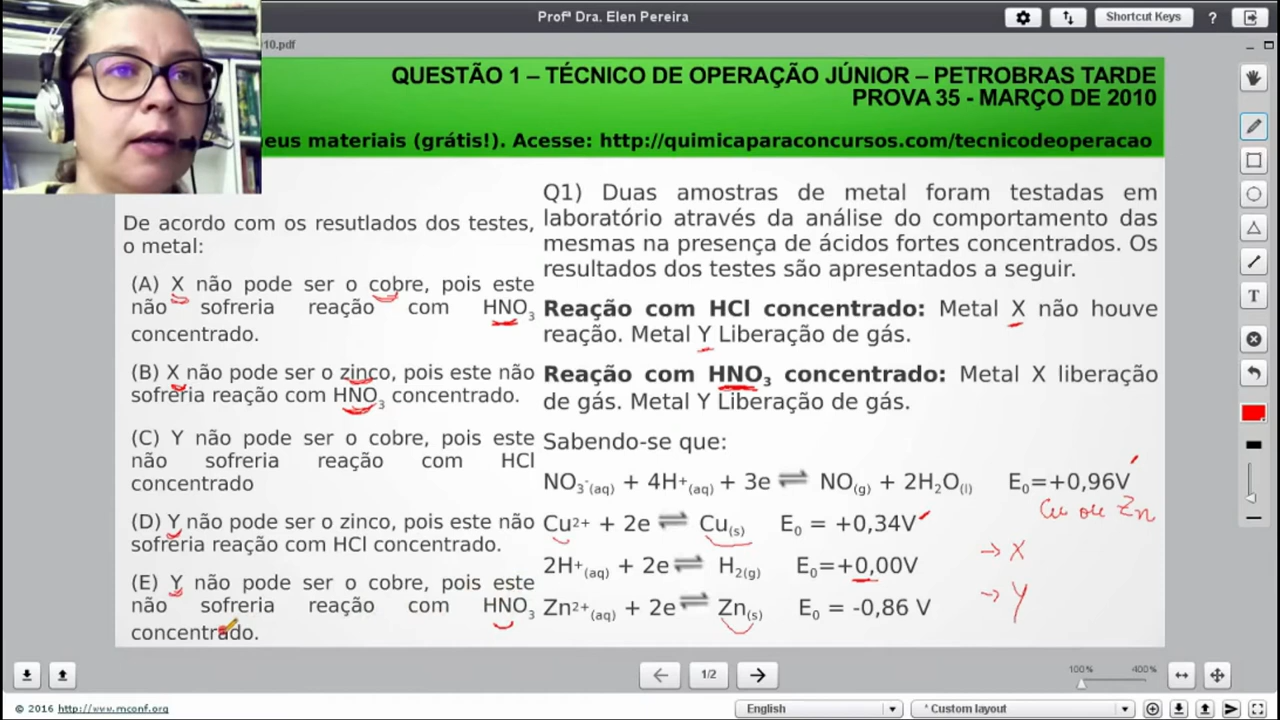 Profª Dra. Elen Pereira
Shortcut Keys
?
10.pdf
QUESTÃO 1 – TÉCNICO DE OPERAÇÃO JÚNIOR – PETROBRAS TARDE
PROVA 35 - MARÇO DE 2010
eus materiais (grátis!). Acesse: http://quimicaparaconcursos.com/tecnicodeoperacao
De acordo com os resutlados dos testes,
o metal:
(A) X não pode ser o cobre, pois este
não sofreria reação com HNO₃
concentrado.
(B) X não pode ser o zinco, pois este não
sofreria reação com HNO₃ concentrado.
(C) Y não pode ser o cobre, pois este
não sofreria reação com HCl
concentrado
(D) Y não pode ser o zinco, pois este não
sofreria reação com HCl concentrado.
(E) Y não pode ser o cobre, pois este
não sofreria reação com HNO₃
concentrado.
Q1) Duas amostras de metal foram testadas em
laboratório através da análise do comportamento das
mesmas na presença de ácidos fortes concentrados. Os
resultados dos testes são apresentados a seguir.
Reação com HCl concentrado: Metal X não houve
reação. Metal Y Liberação de gás.
Reação com HNO₃ concentrado: Metal X liberação
de gás. Metal Y Liberação de gás.
Sabendo-se que:
NO₃⁻(aq) + 4H⁺(aq) + 3e ⇌ NO(g) + 2H₂O(l) E₀=+0,96V
Cu ou Zn
Cu²⁺ + 2e ⇌ Cu(s) E₀ = +0,34V
→ X
2H⁺(aq) + 2e ⇌ H₂(g) E₀=+0,00V
→ Y
Zn²⁺(aq) + 2e ⇌ Zn(s) E₀ = -0,86 V
T
1/2
100% 400%
© 2016 http://www.mconf.org
English
* Custom layout